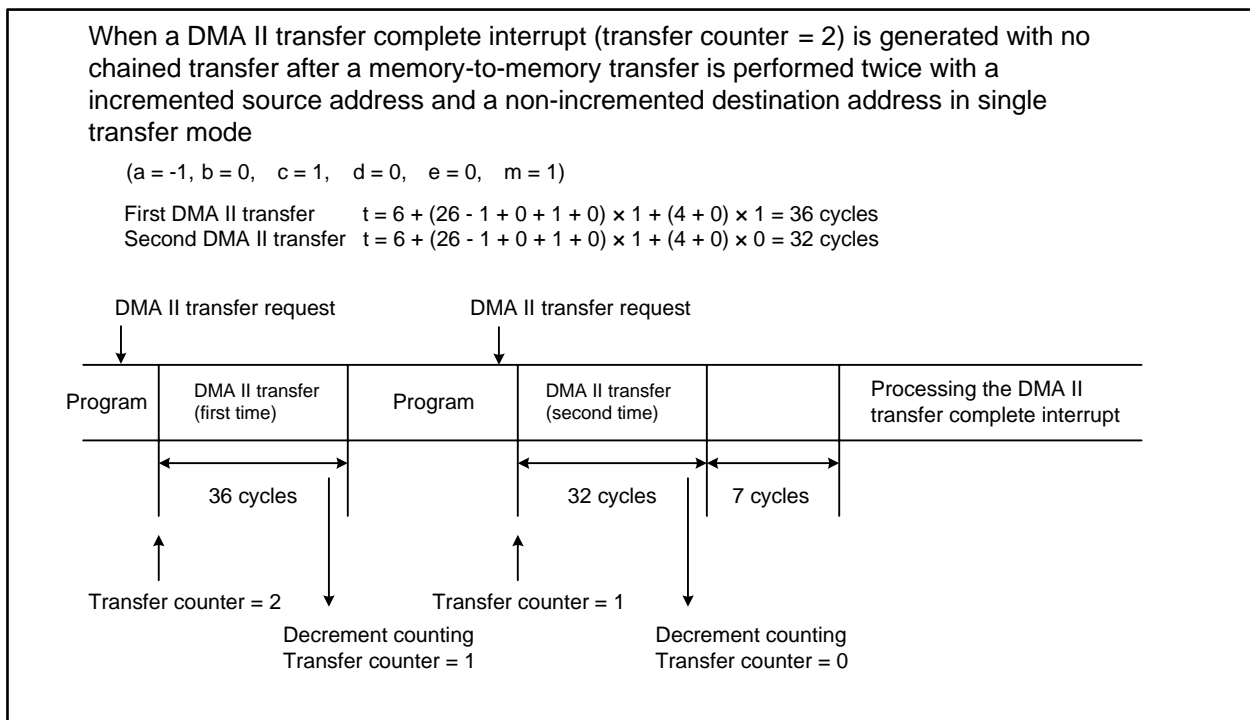 When a DMA II transfer complete interrupt (transfer counter = 2) is generated with no
chained transfer after a memory-to-memory transfer is performed twice with a
incremented source address and a non-incremented destination address in single
transfer mode
(a = -1, b = 0, c = 1, d = 0, e = 0, m = 1)
First DMA II transfer t = 6 + (26 - 1 + 0 + 1 + 0) × 1 + (4 + 0) × 1 = 36 cycles
Second DMA II transfer t = 6 + (26 - 1 + 0 + 1 + 0) × 1 + (4 + 0) × 0 = 32 cycles
DMA II transfer request
DMA II transfer request
Program
DMA II transfer
(first time)
Program
DMA II transfer
(second time)
Processing the DMA II
transfer complete interrupt
36 cycles
32 cycles
7 cycles
Transfer counter = 2
Transfer counter = 1
Decrement counting
Transfer counter = 1
Decrement counting
Transfer counter = 0